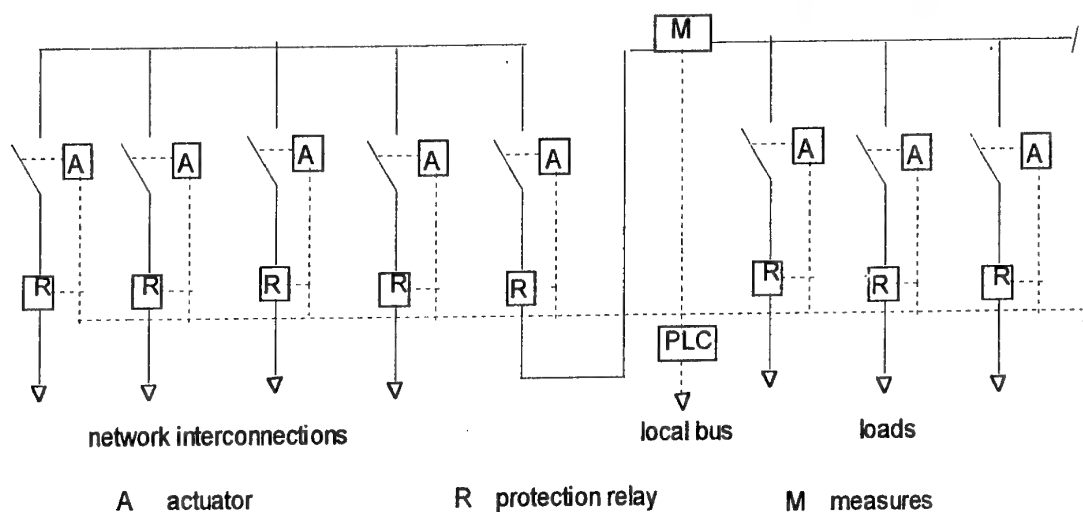 M
A A A A A A A A
R R R R R R R R
PLC
network interconnections local bus loads
A actuator R protection relay M measures